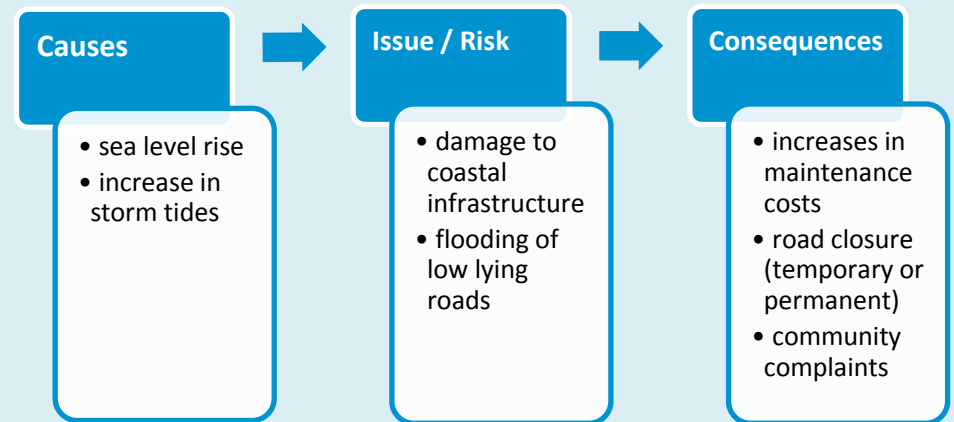 Causes
• sea level rise
• increase in
storm tides
Issue / Risk
• damage to
coastal
infrastructure
• flooding of
low lying
roads
Consequences
• increases in
maintenance
costs
• road closure
(temporary or
permanent)
• community
complaints